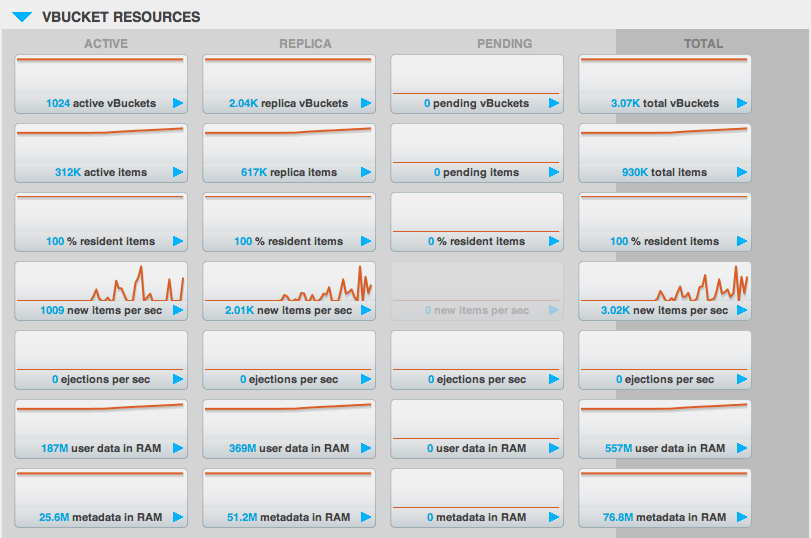 VBUCKET RESOURCES
ACTIVE REPLICA PENDING TOTAL
1024 active vBuckets 2.04K replica vBuckets 0 pending vBuckets 3.07K total vBuckets
312K active items 617K replica items 0 pending items 930K total items
100 % resident items 100 % resident items 0 % resident items 100 % resident items
1009 new items per sec 2.01K new items per sec 0 new items per sec 3.02K new items per sec
0 ejections per sec 0 ejections per sec 0 ejections per sec 0 ejections per sec
187M user data in RAM 369M user data in RAM 0 user data in RAM 557M user data in RAM
25.6M metadata in RAM 51.2M metadata in RAM 0 metadata in RAM 76.8M metadata in RAM